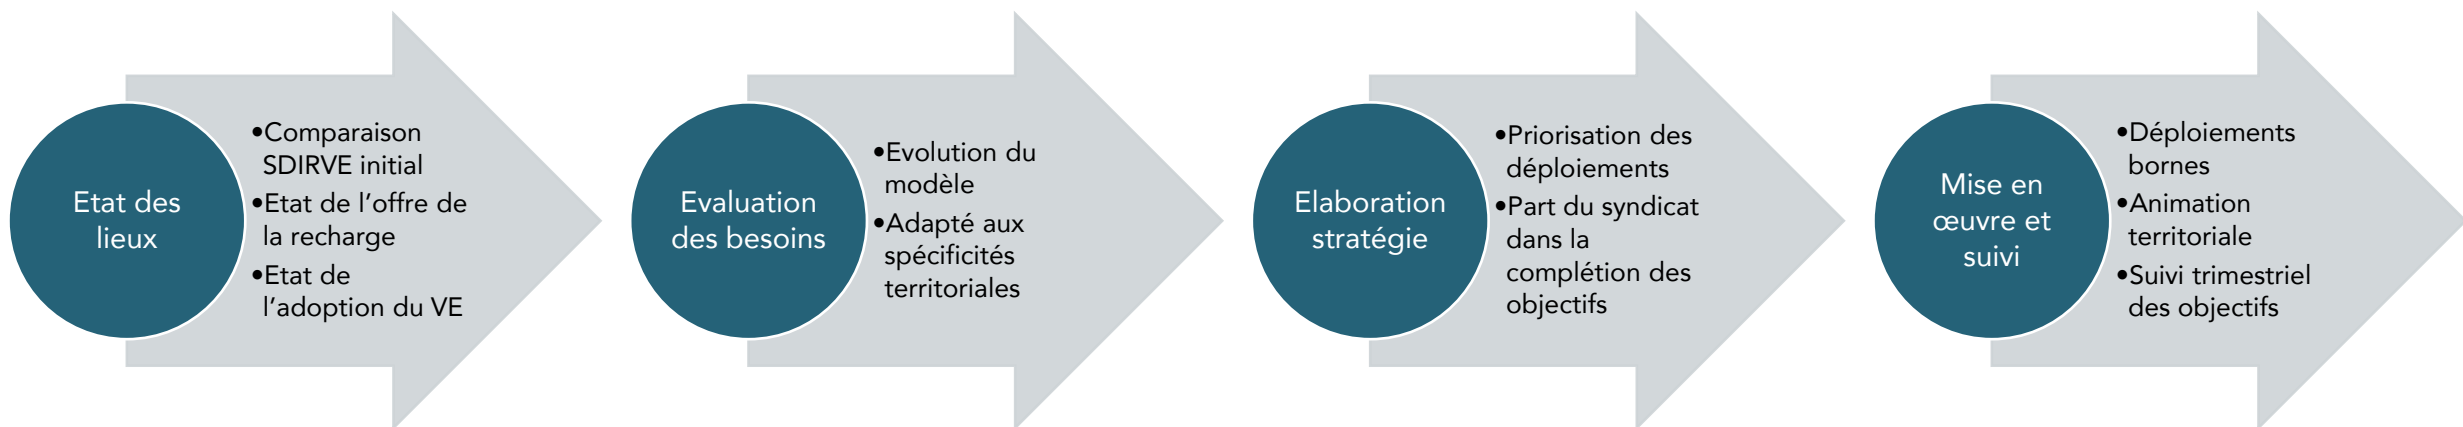 Etat des
lieux
•Comparaison
SDIRVE initial
•Etat de l’offre de
la recharge
•Etat de
l’adoption du VE
Evaluation
des besoins
•Evolution du
modèle
•Adapté aux
spécificités
territoriales
Elaboration
stratégie
•Priorisation des
déploiements
•Part du syndicat
dans la
complétion des
objectifs
Mise en
œuvre et
suivi
•Déploiements
bornes
•Animation
territoriale
•Suivi trimestriel
des objectifs